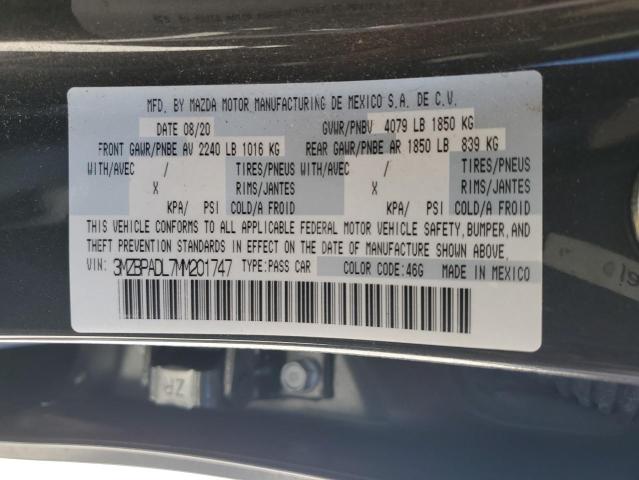 MFD. BY MAZDA MOTOR MANUFACTURING DE MEXICO S.A. DE C.V.
DATE 08/20 GVWR/PNBV 4079 LB 1850 KG
FRONT GAWR/PNBE AV 2240 LB 1016 KG REAR GAWR/PNBE AR 1850 LB 839 KG
WITH/AVEC / TIRES/PNEUS WITH/AVEC / TIRES/PNEUS
X RIMS/JANTES X RIMS/JANTES
KPA/ PSI COLD/A FROID KPA/ PSI COLD/A FROID
THIS VEHICLE CONFORMS TO ALL APPLICABLE FEDERAL MOTOR VEHICLE SAFETY, BUMPER, AND
THEFT PREVENTION STANDARDS IN EFFECT ON THE DATE OF MANUFACTURE SHOWN ABOVE.
VIN: 3MZBPADL7MM201747 TYPE:PASS CAR COLOR CODE:46G MADE IN MEXICO
ZP